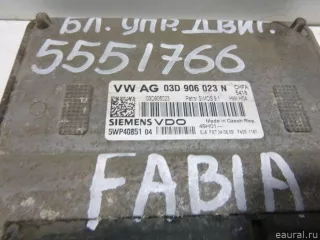 БЛ. УПР. ДВИГ.
5551766
VW AG 03D 906 023 N
SIEMENS VDO
5WP40851 04
Made in Czech Rep.
FABIA
eaural.ru